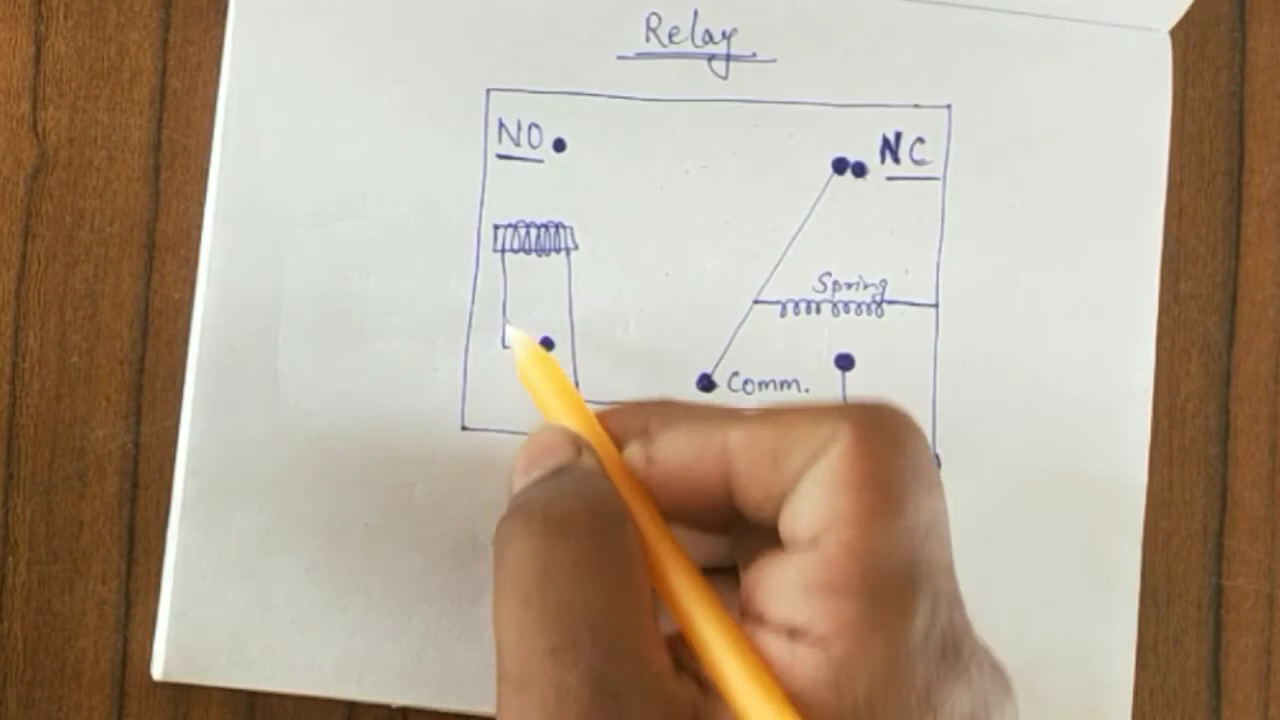 Relay
NO
NC
Spring
Comm.